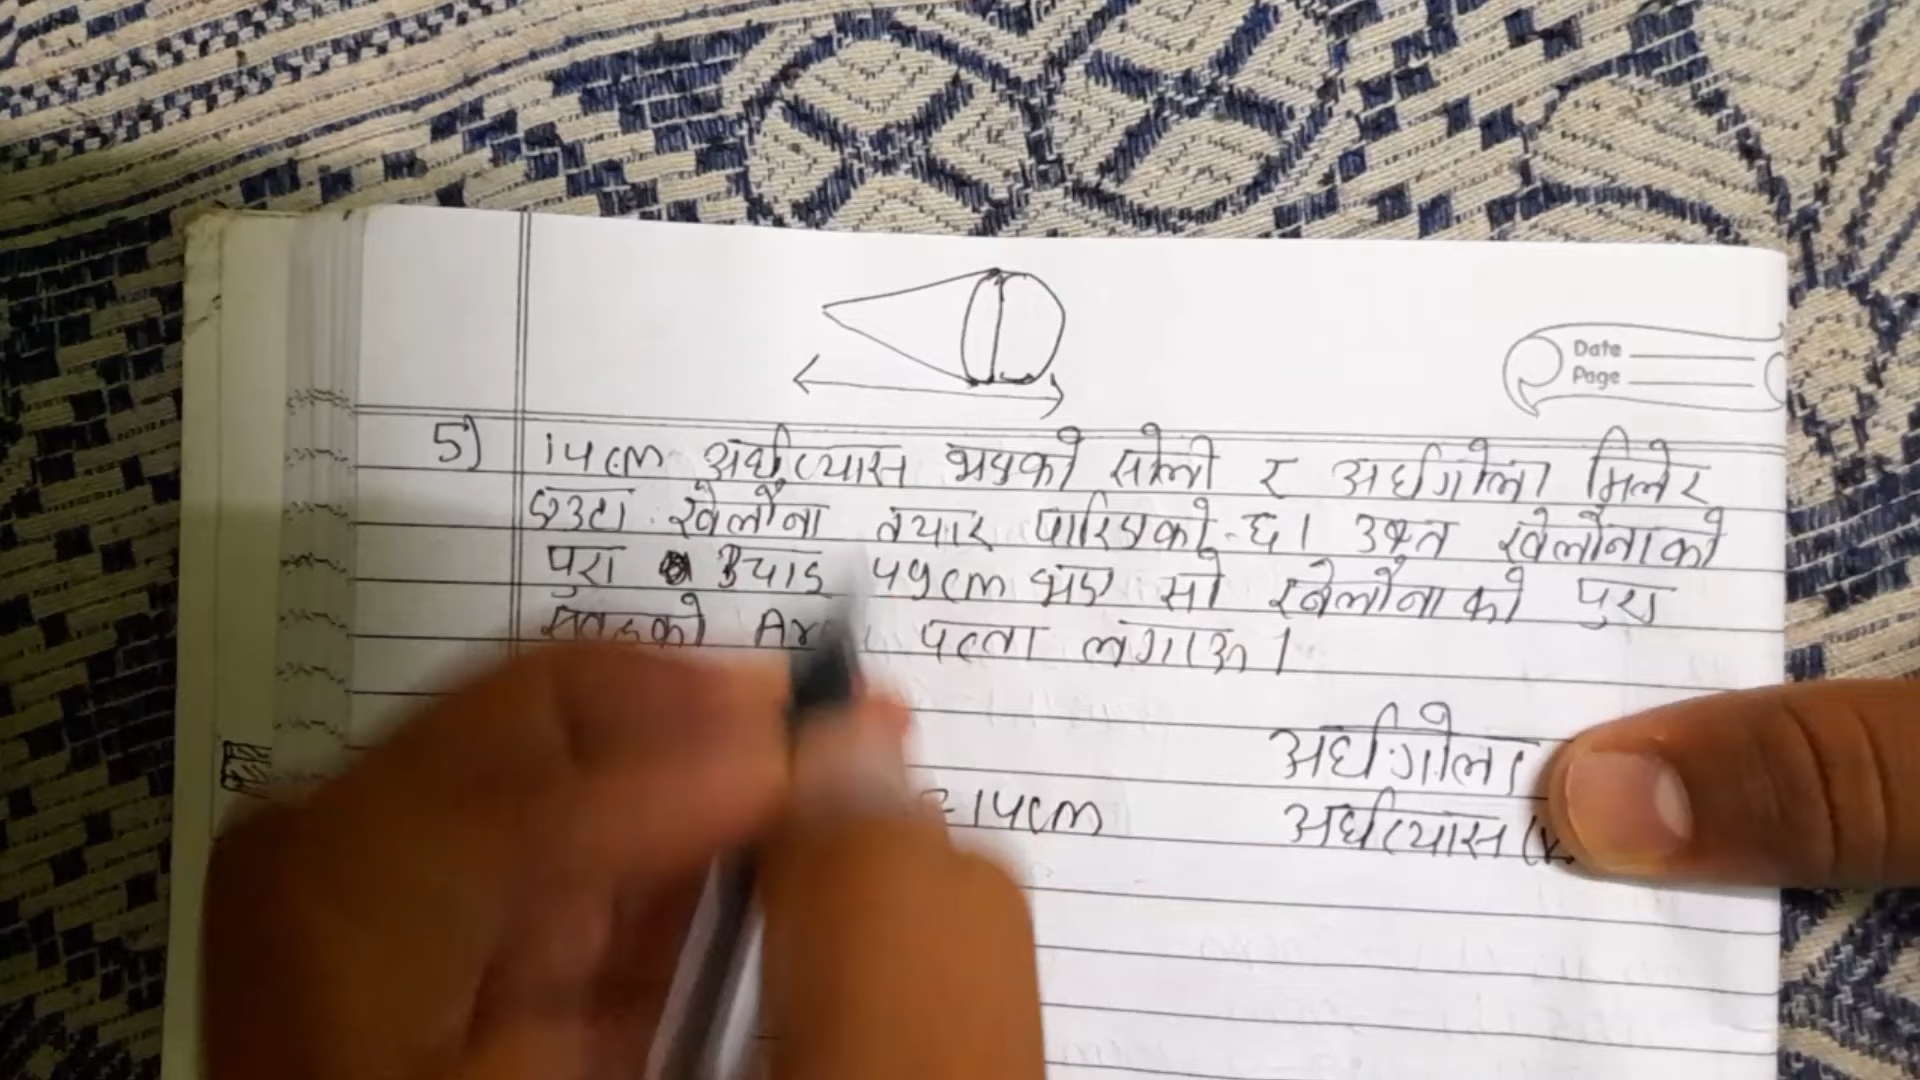 Date
Page
5) 14cm अर्धव्यास भएको सोली र अर्धगोला मिलेर
एउटा खेलौना तयार पारिएको छ। उक्त खेलौनाको
पुरा उचाइ 49cm भए सो खेलौनाको पुरा
सतहको पत्ता लगाऊ।
अर्धगोला
=14cm अर्धव्यास (r